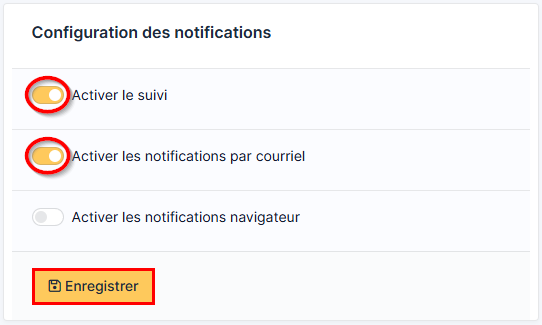 Configuration des notifications
Activer le suivi
Activer les notifications par courriel
Activer les notifications navigateur
Enregistrer